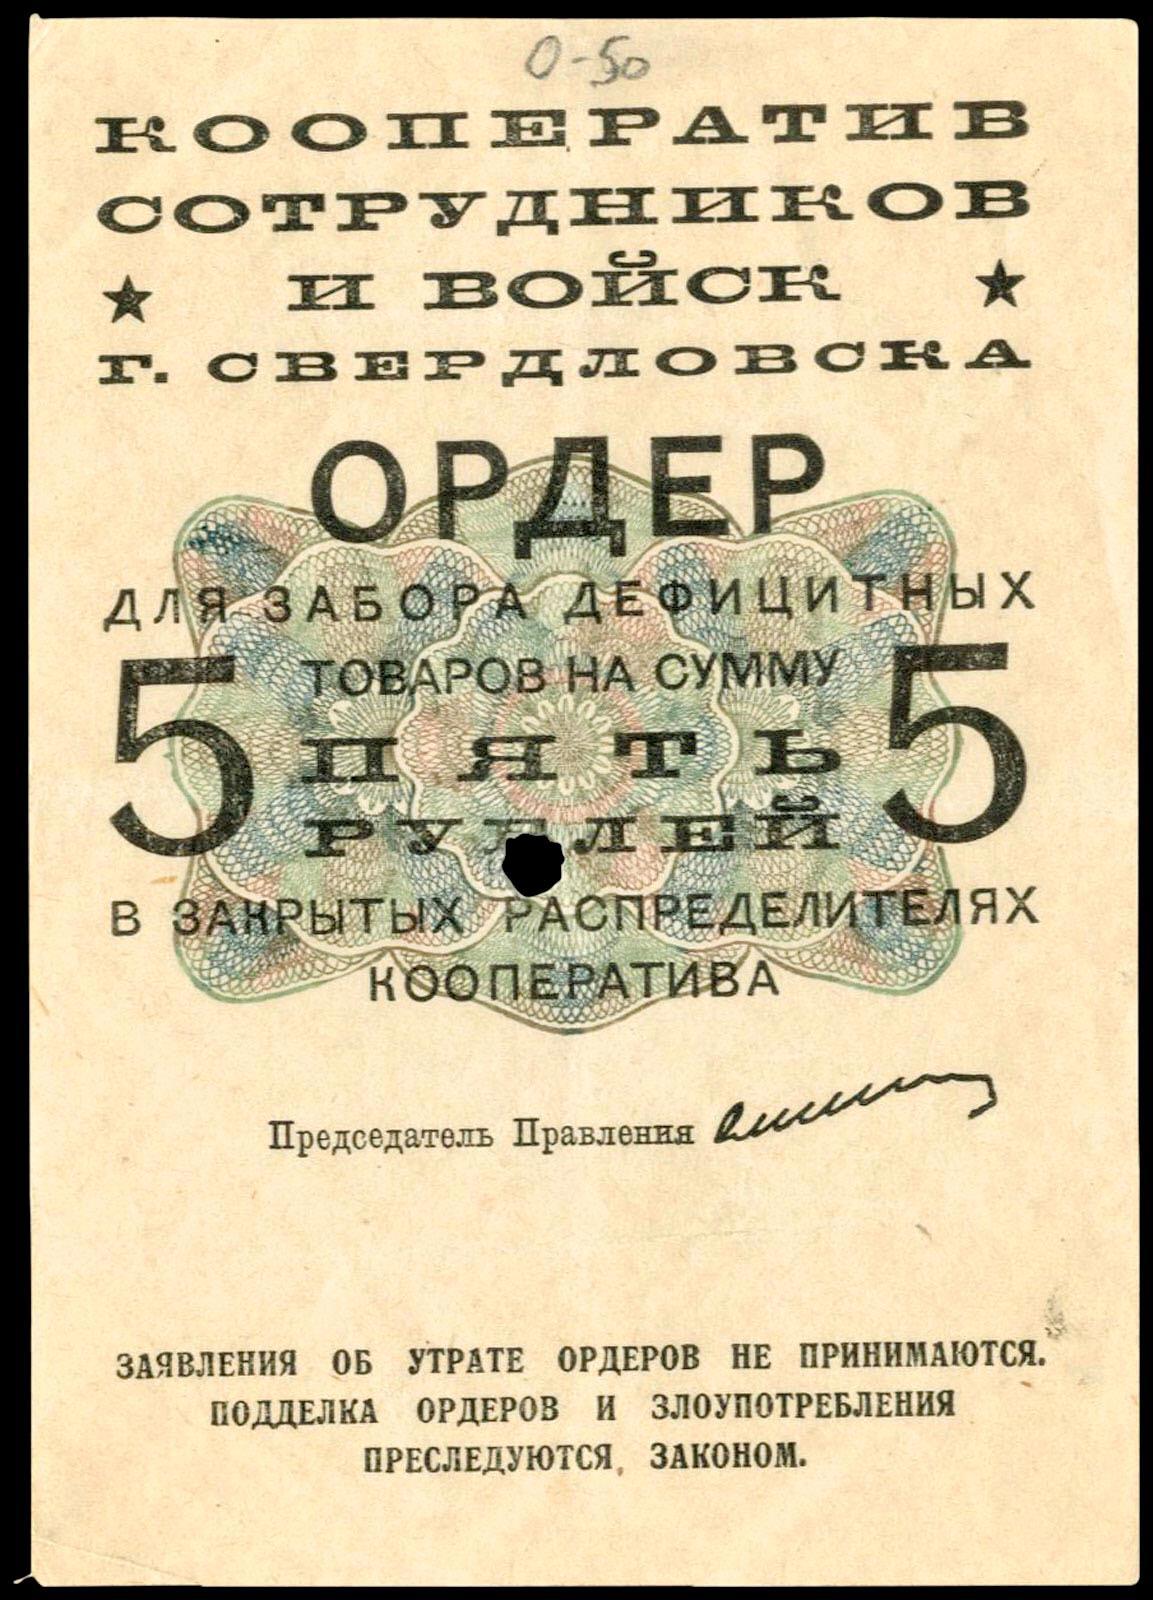 О-50
КООПЕРАТИВ
СОТРУДНИКОВ
★ И ВОЙСК ★
Г. СВЕРДЛОВСКА
ОРДЕР
ДЛЯ ЗАБОРА ДЕФИЦИТНЫХ
ТОВАРОВ НА СУММУ
5 ПЯТЬ 5
РУБЛЕЙ
В ЗАКРЫТЫХ РАСПРЕДЕЛИТЕЛЯХ
КООПЕРАТИВА
Председатель Правления
ЗАЯВЛЕНИЯ ОБ УТРАТЕ ОРДЕРОВ НЕ ПРИНИМАЮТСЯ.
ПОДДЕЛКА ОРДЕРОВ И ЗЛОУПОТРЕБЛЕНИЯ
ПРЕСЛЕДУЮТСЯ ЗАКОНОМ.